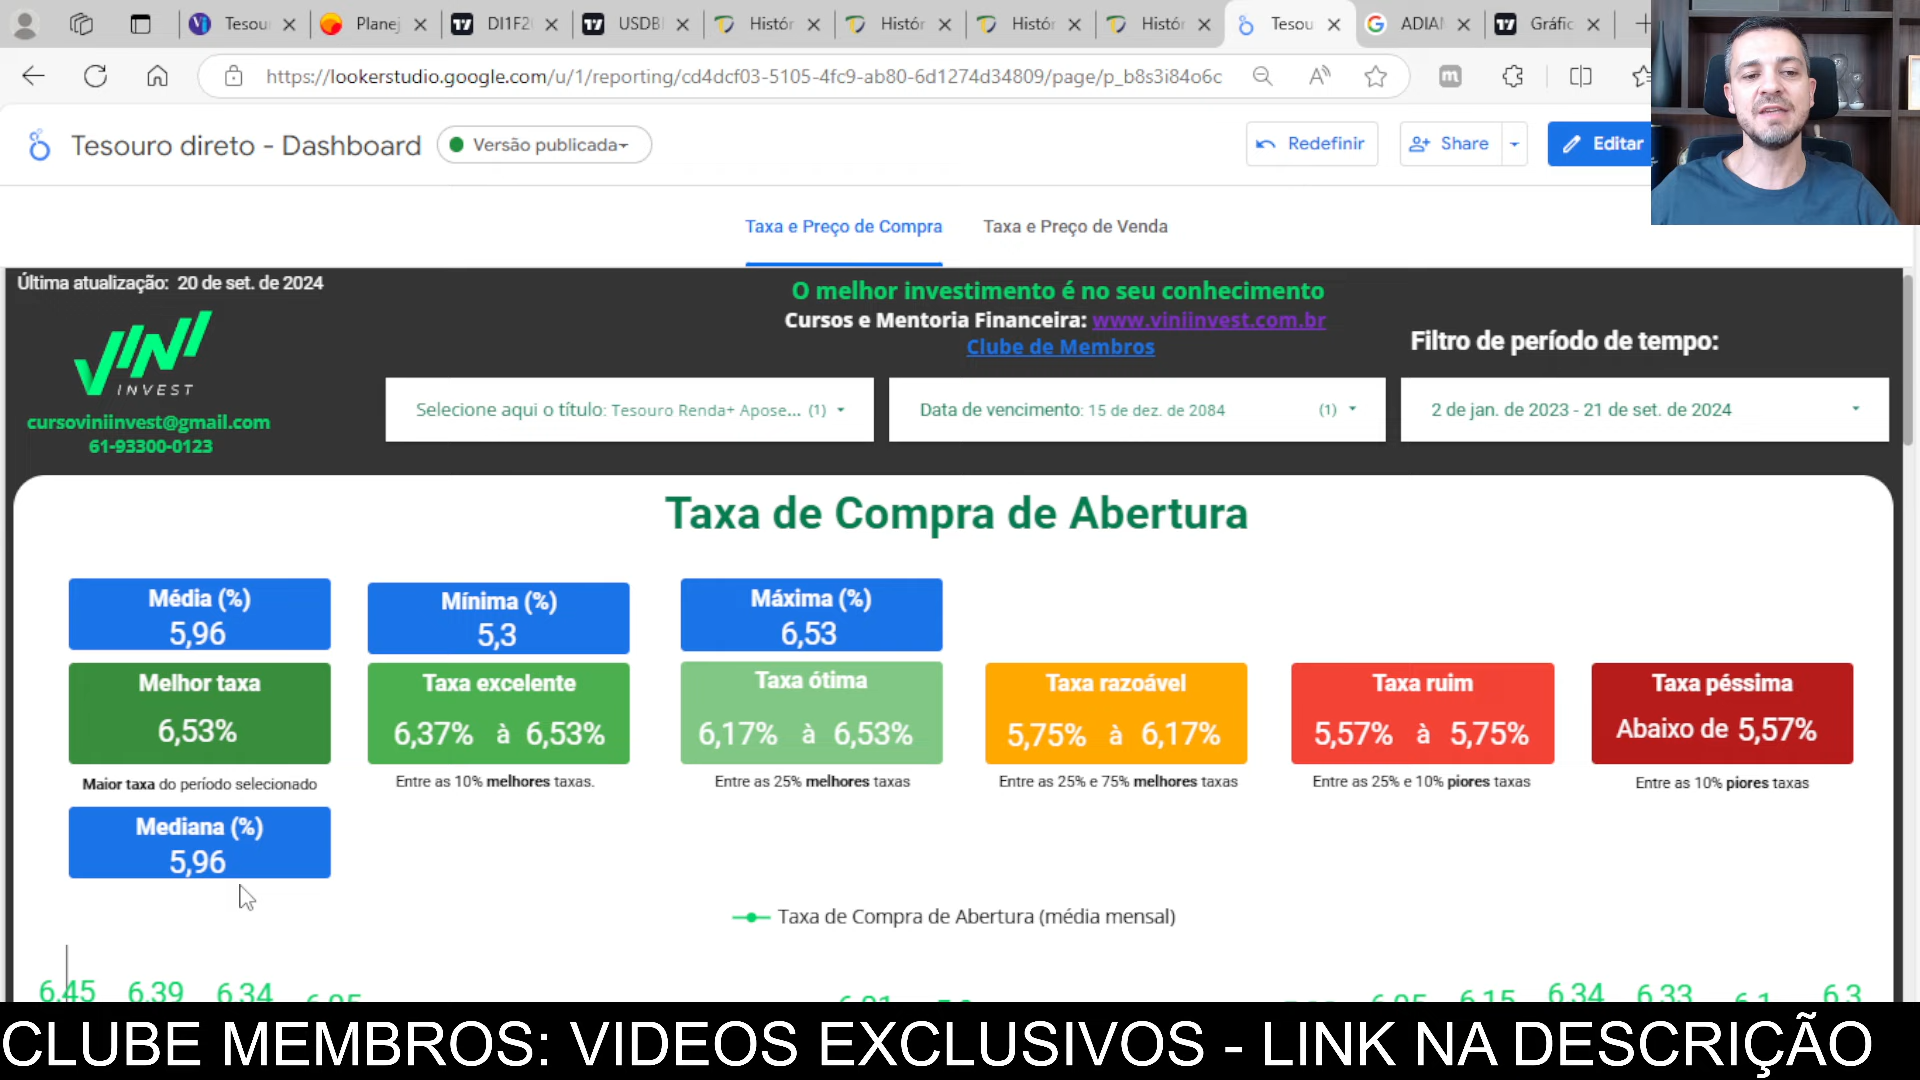 Tesou
Planej
DI1F2
USDB
Histór
Histór
Histór
Histór
Tesou
ADIAN
Gráfic
https://lookerstudio.google.com/u/1/reporting/cd4dcf03-5105-4fc9-ab80-6d1274d34809/page/p_b8s3i84o6c
Tesouro direto - Dashboard
Versão publicada
Redefinir
Share
Editar
Taxa e Preço de Compra
Taxa e Preço de Venda
Última atualização: 20 de set. de 2024
VINI
INVEST
cursoviniinvest@gmail.com
61-93300-0123
O melhor investimento é no seu conhecimento
Cursos e Mentoria Financeira: www.viniinvest.com.br
Clube de Membros
Filtro de período de tempo:
Selecione aqui o título: Tesouro Renda+ Apose... (1)
Data de vencimento: 15 de dez. de 2084 (1)
2 de jan. de 2023 - 21 de set. de 2024
Taxa de Compra de Abertura
Média (%)
5,96
Mínima (%)
5,3
Máxima (%)
6,53
Melhor taxa
6,53%
Maior taxa do período selecionado
Taxa excelente
6,37% à 6,53%
Entre as 10% melhores taxas.
Taxa ótima
6,17% à 6,53%
Entre as 25% melhores taxas
Taxa razoável
5,75% à 6,17%
Entre as 25% e 75% melhores taxas
Taxa ruim
5,57% à 5,75%
Entre as 25% e 10% piores taxas
Taxa péssima
Abaixo de 5,57%
Entre as 10% piores taxas
Mediana (%)
5,96
Taxa de Compra de Abertura (média mensal)
6,45 6,39 6,34 6,15 6,34 6,33 6,1 6,3
CLUBE MEMBROS: VIDEOS EXCLUSIVOS - LINK NA DESCRIÇÃO